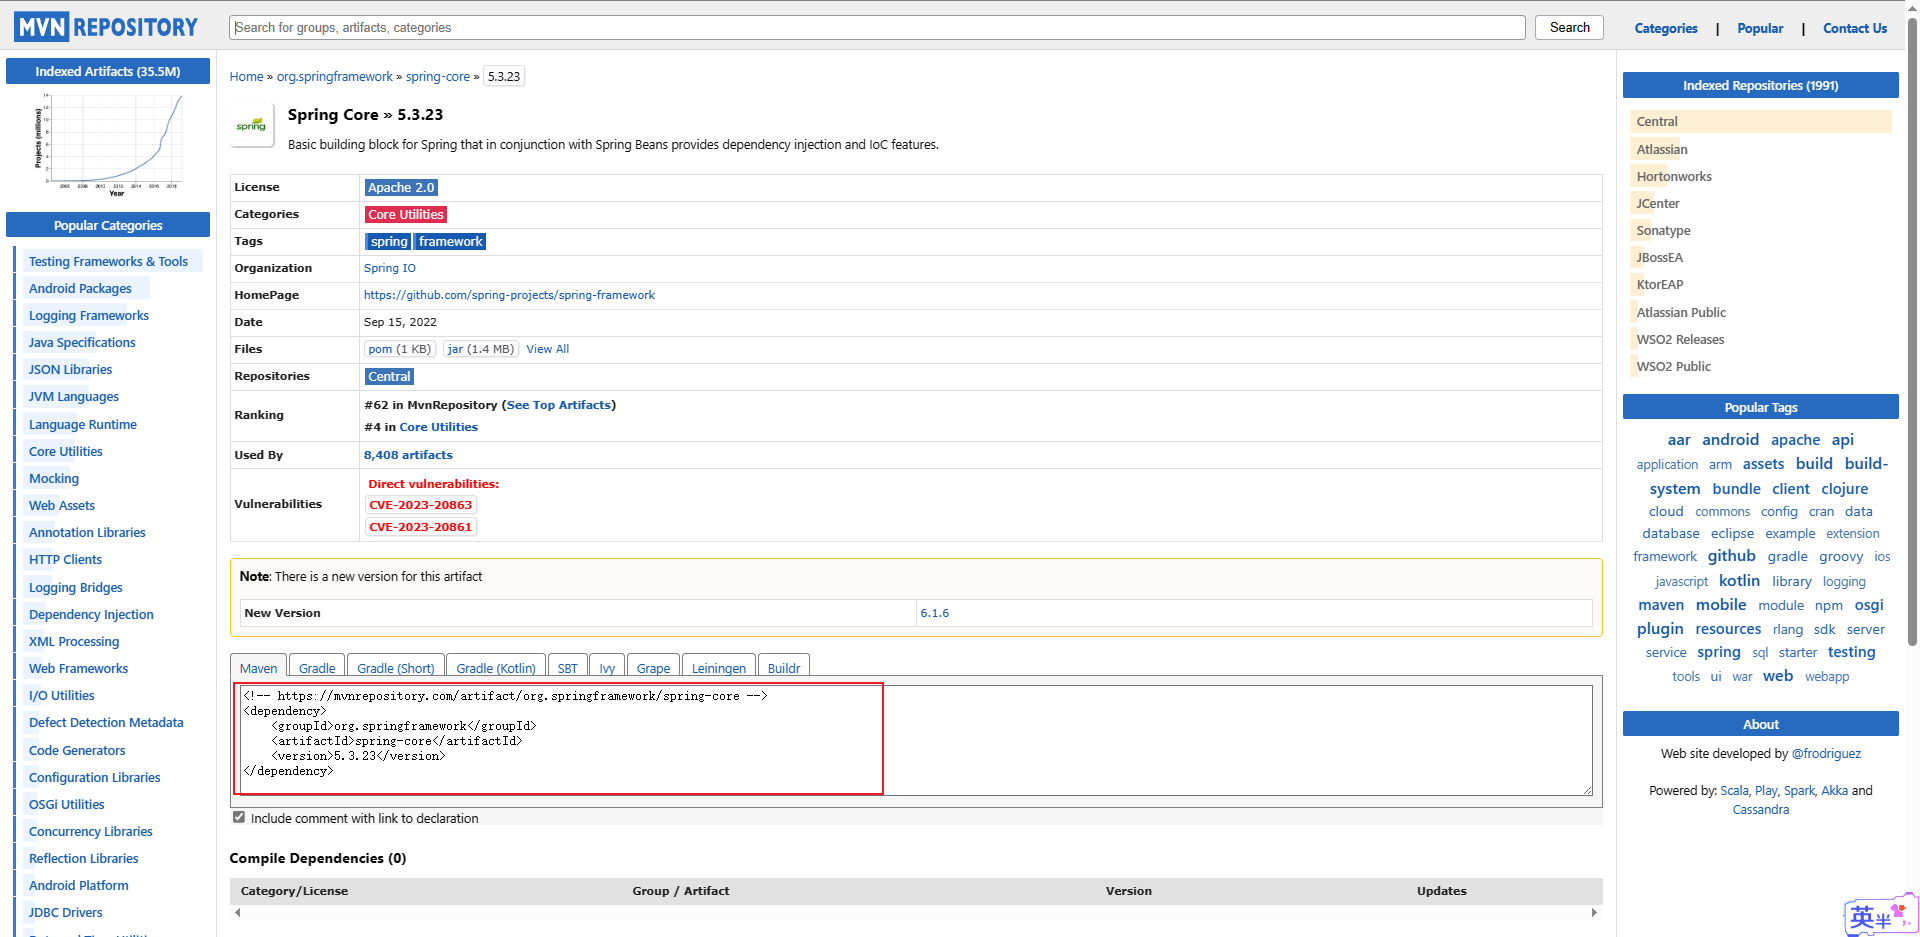 MVN REPOSITORY
Search for groups, artifacts, categories
Search
Categories | Popular | Contact Us
Indexed Artifacts (35.5M)
Projects (millions)
Year
Popular Categories
Testing Frameworks & Tools
Android Packages
Logging Frameworks
Java Specifications
JSON Libraries
JVM Languages
Language Runtime
Core Utilities
Mocking
Web Assets
Annotation Libraries
HTTP Clients
Logging Bridges
Dependency Injection
XML Processing
Web Frameworks
I/O Utilities
Defect Detection Metadata
Code Generators
Configuration Libraries
OSGi Utilities
Concurrency Libraries
Reflection Libraries
Android Platform
JDBC Drivers
Home » org.springframework » spring-core » 5.3.23
spring
Spring Core » 5.3.23
Basic building block for Spring that in conjunction with Spring Beans provides dependency injection and IoC features.
License Apache 2.0
Categories Core Utilities
Tags spring framework
Organization Spring IO
HomePage https://github.com/spring-projects/spring-framework
Date Sep 15, 2022
Files pom (1 KB) jar (1.4 MB) View All
Repositories Central
Ranking #62 in MvnRepository (See Top Artifacts)
#4 in Core Utilities
Used By 8,408 artifacts
Vulnerabilities Direct vulnerabilities:
CVE-2023-20863
CVE-2023-20861
Note: There is a new version for this artifact
New Version 6.1.6
Maven Gradle Gradle (Short) Gradle (Kotlin) SBT Ivy Grape Leiningen Buildr
<!-- https://mvnrepository.com/artifact/org.springframework/spring-core -->
<dependency>
    <groupId>org.springframework</groupId>
    <artifactId>spring-core</artifactId>
    <version>5.3.23</version>
</dependency>
Include comment with link to declaration
Compile Dependencies (0)
Category/License Group / Artifact Version Updates
Indexed Repositories (1991)
Central
Atlassian
Hortonworks
JCenter
Sonatype
JBossEA
KtorEAP
Atlassian Public
WSO2 Releases
WSO2 Public
Popular Tags
aar android apache api
application arm assets build build-
system bundle client clojure
cloud commons config cran data
database eclipse example extension
framework github gradle groovy ios
javascript kotlin library logging
maven mobile module npm osgi
plugin resources rlang sdk server
service spring sql starter testing
tools ui war web webapp
About
Web site developed by @frodriguez
Powered by: Scala, Play, Spark, Akka and
Cassandra
英半